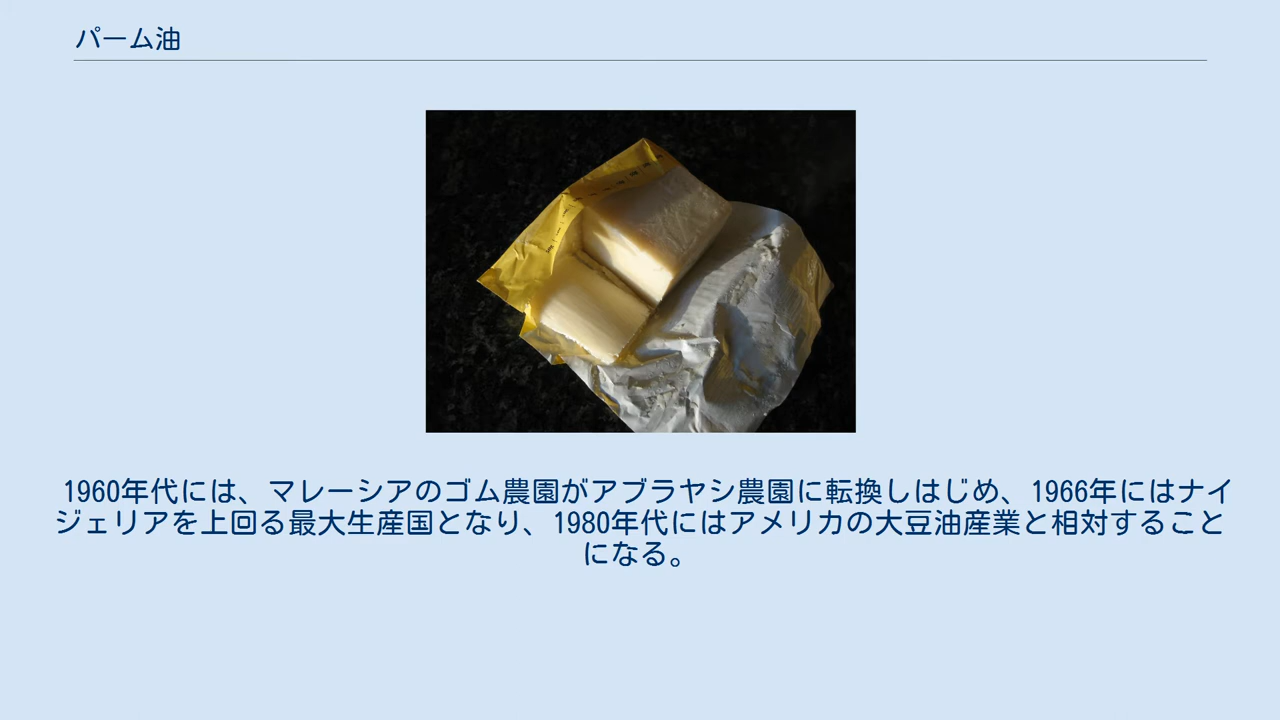 パーム油
1960年代には、マレーシアのゴム農園がアブラヤシ農園に転換しはじめ、1966年にはナイ
ジェリアを上回る最大生産国となり、1980年代にはアメリカの大豆油産業と相対すること
になる。